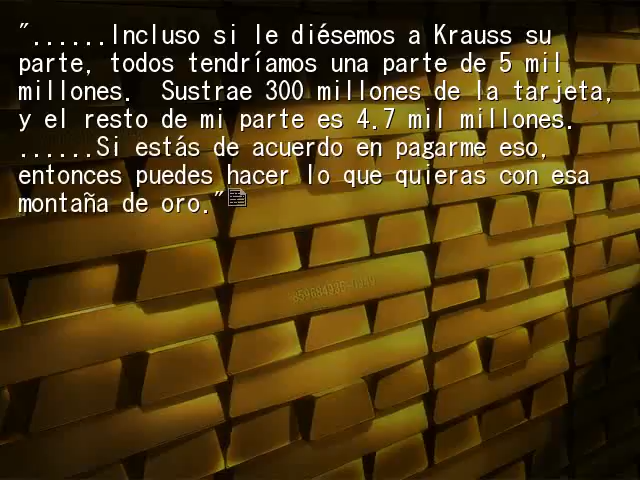 "......Incluso si le diésemos a Krauss su
parte, todos tendríamos una parte de 5 mil
millones.  Sustrae 300 millones de la tarjeta,
y el resto de mi parte es 4.7 mil millones.
......Si estás de acuerdo en pagarme eso,
entonces puedes hacer lo que quieras con esa
montaña de oro."